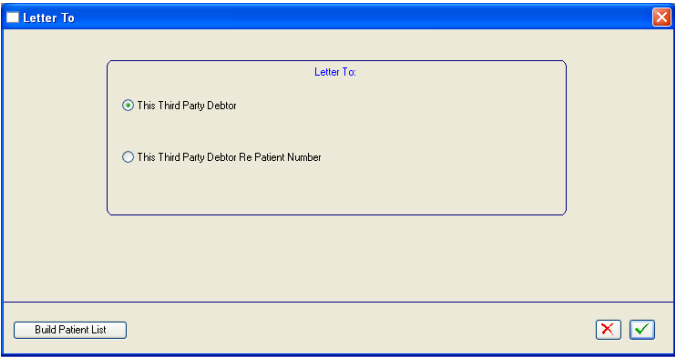 Letter To
Letter To:
This Third Party Debtor
This Third Party Debtor Re Patient Number
Build Patient List